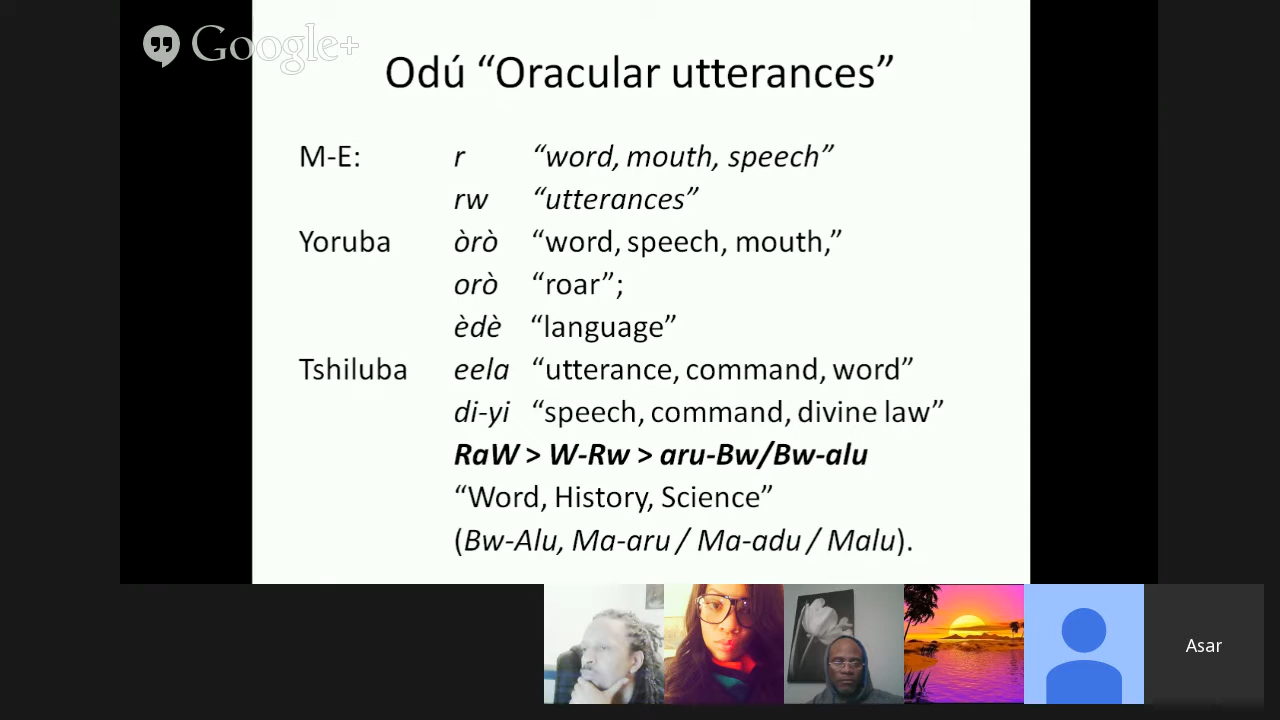 Google+
Odú “Oracular utterances”
M-E: r “word, mouth, speech”
rw “utterances”
Yoruba òrò “word, speech, mouth,”
orò “roar”;
èdè “language”
Tshiluba eela “utterance, command, word”
di-yi “speech, command, divine law”
RaW > W-Rw > aru-Bw/Bw-alu
“Word, History, Science”
(Bw-Alu, Ma-aru / Ma-adu / Malu).
Asar